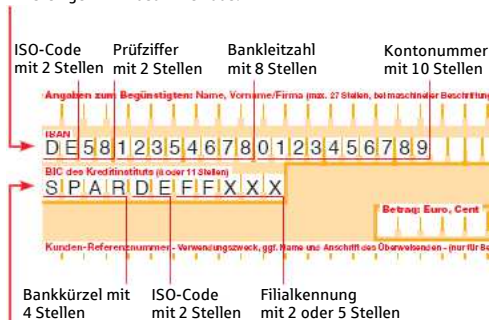 ISO-Code Prüfziffer Bankleitzahl Kontonummer
mit 2 Stellen mit 2 Stellen mit 8 Stellen mit 10 Stellen
Angaben zum Begünstigten: Name, Vorname/Firma (max. 27 Stellen, bei maschineller Beschriftung
IBAN
DE58123546780123456789
BIC des Kreditinstituts (8 oder 11 Stellen)
SPARDEFFXXX
Betrag: Euro, Cent
Kunden-Referenznummer - Verwendungszweck, ggf. Name und Anschrift des Überweisenden - (nur für
Bankkürzel mit ISO-Code Filialkennung
4 Stellen mit 2 Stellen mit 2 oder 5 Stellen